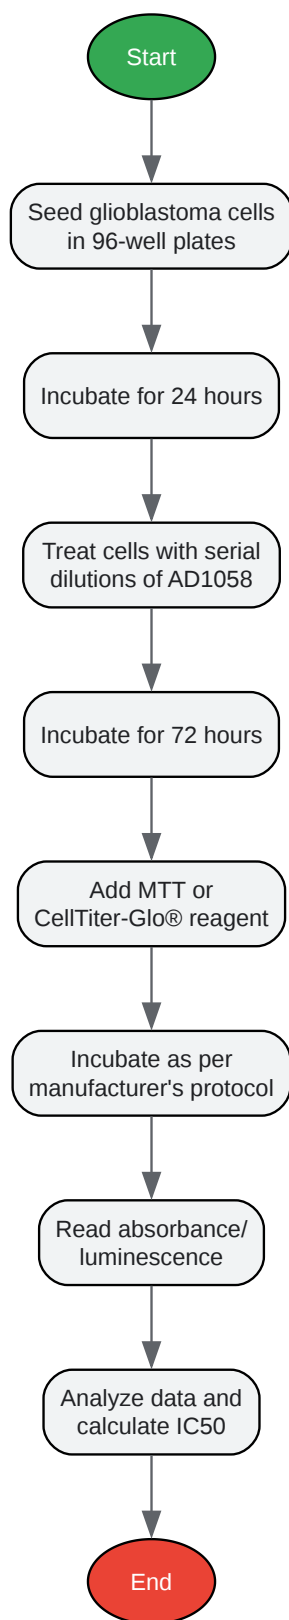 Start
Seed glioblastoma cells
in 96-well plates
Incubate for 24 hours
Treat cells with serial
dilutions of AD1058
Incubate for 72 hours
Add MTT or
CellTiter-Glo® reagent
Incubate as per
manufacturer's protocol
Read absorbance/
luminescence
Analyze data and
calculate IC50
End